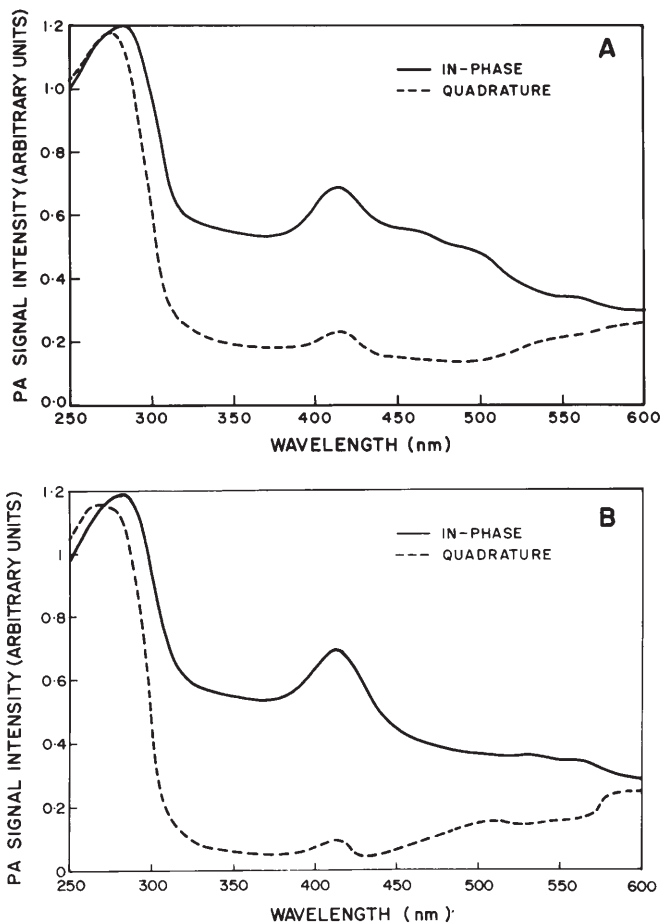 PA SIGNAL INTENSITY (ARBITRARY UNITS)
1·2
1·0
0·8
0·6
0·4
0·2
0·0
A
IN-PHASE
QUADRATURE
250 300 350 400 450 500 550 600
WAVELENGTH (nm)
PA SIGNAL INTENSITY (ARBITRARY UNITS)
1·2
1
0·8
0·6
0·4
0·2
0
B
IN-PHASE
QUADRATURE
250 300 350 400 450 500 550 600
WAVELENGTH (nm)